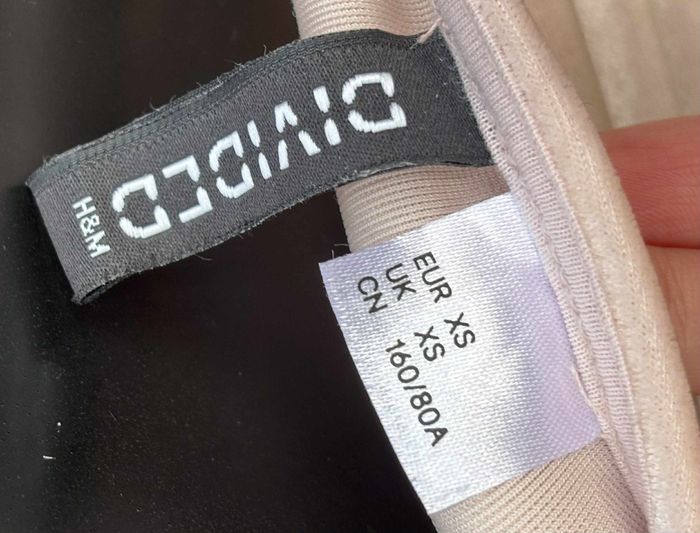 DIVIDED
H&M
EUR XS
UK XS
CN 160/80A